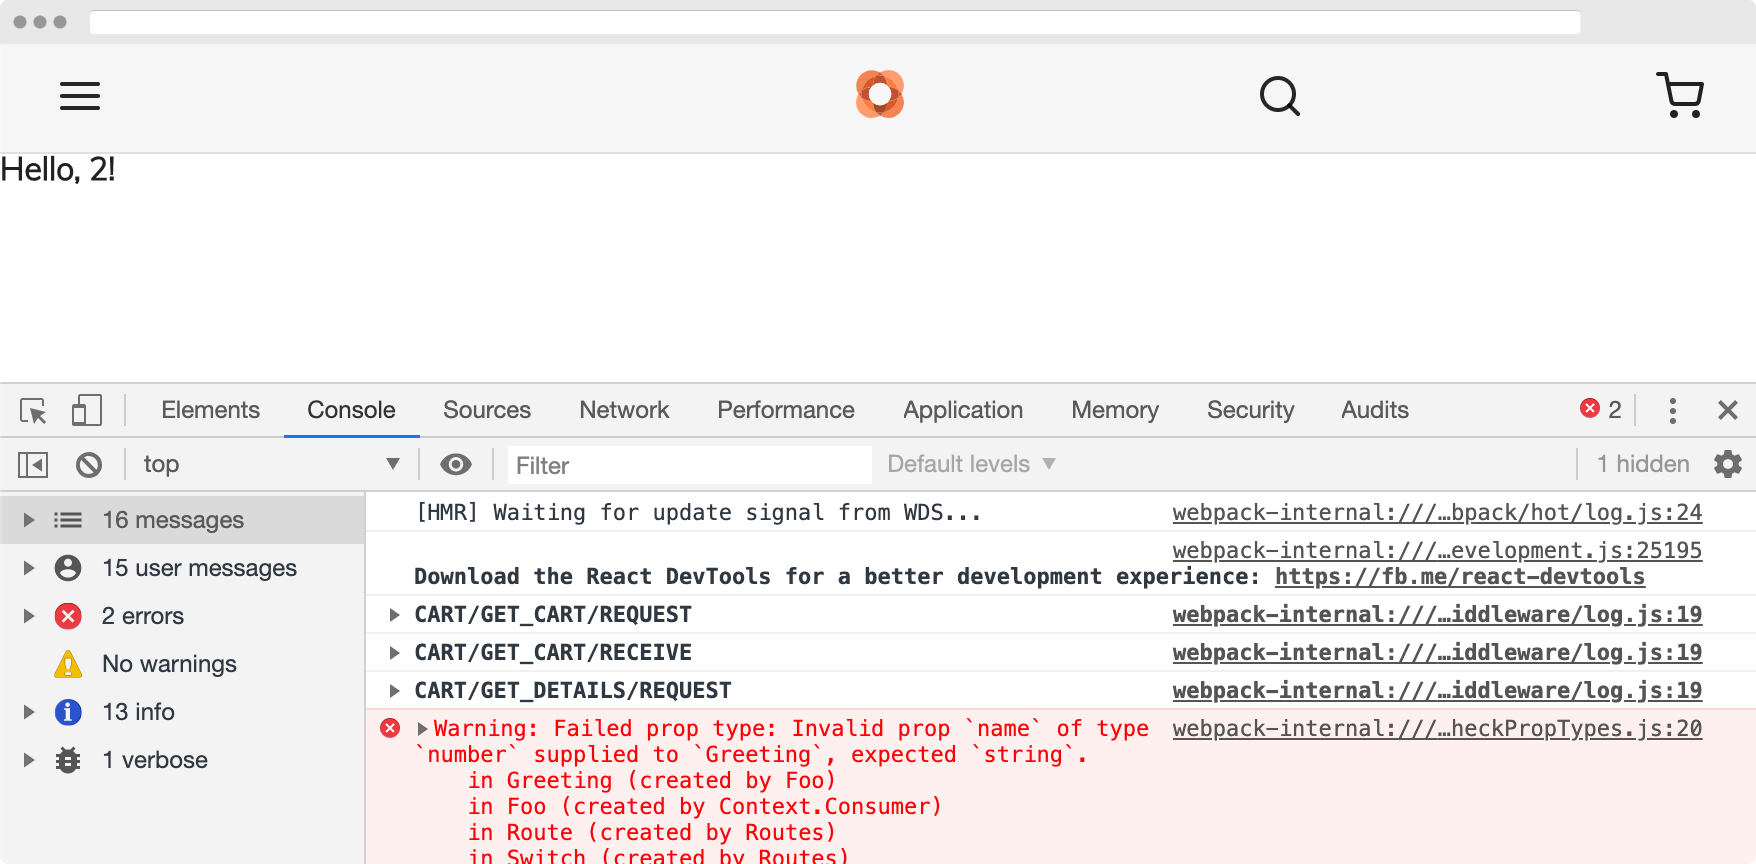 Hello, 2!
Elements Console Sources Network Performance Application Memory Security Audits 2
top Filter Default levels 1 hidden
16 messages
15 user messages
2 errors
No warnings
13 info
1 verbose
[HMR] Waiting for update signal from WDS... webpack-internal:///…bpack/hot/log.js:24
webpack-internal:///…evelopment.js:25195
Download the React DevTools for a better development experience: https://fb.me/react-devtools
CART/GET_CART/REQUEST webpack-internal:///…iddleware/log.js:19
CART/GET_CART/RECEIVE webpack-internal:///…iddleware/log.js:19
CART/GET_DETAILS/REQUEST webpack-internal:///…iddleware/log.js:19
Warning: Failed prop type: Invalid prop `name` of type webpack-internal:///…heckPropTypes.js:20
`number` supplied to `Greeting`, expected `string`.
in Greeting (created by Foo)
in Foo (created by Context.Consumer)
in Route (created by Routes)
in Switch (created by Routes)